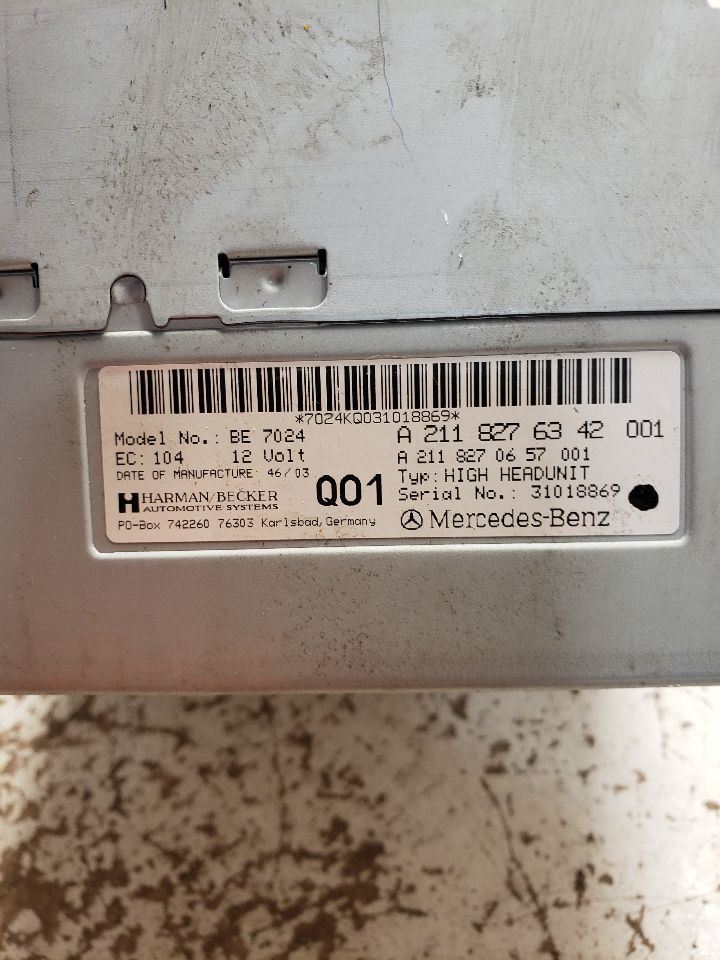 *7024KQ031018869*
Model No.: BE 7024
A 211 827 63 42 001
EC: 104 12 Volt
A 211 827 06 57 001
DATE OF MANUFACTURE: 46/03
Typ: HIGH HEADUNIT
HARMAN/BECKER
AUTOMOTIVE SYSTEMS
Q01
Serial No.: 31018869
PO-Box 742260 76303 Karlsbad, Germany
Mercedes-Benz